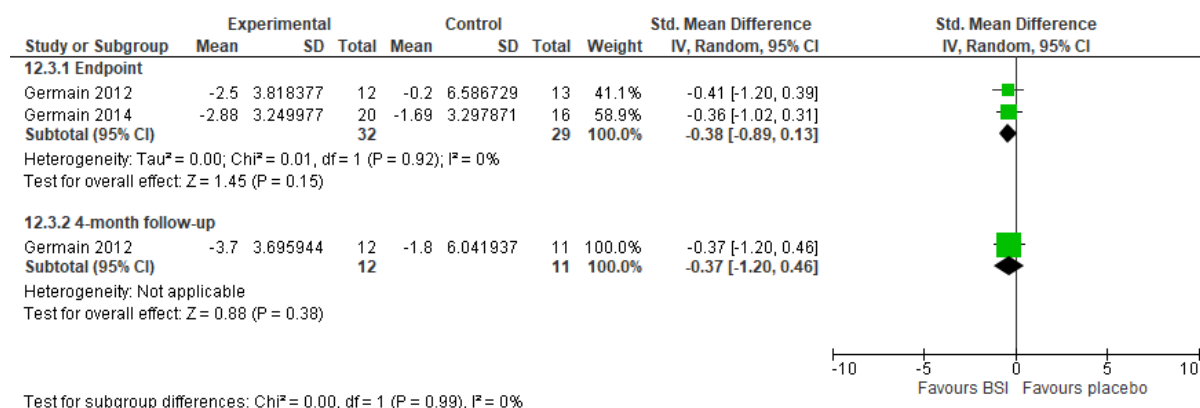 Experimental Control Std. Mean Difference Std. Mean Difference
Study or Subgroup Mean SD Total Mean SD Total Weight IV, Random, 95% CI IV, Random, 95% CI
12.3.1 Endpoint
Germain 2012 -2.5 3.818377 12 -0.2 6.586729 13 41.1% -0.41 [-1.20, 0.39]
Germain 2014 -2.88 3.249977 20 -1.69 3.297871 16 58.9% -0.36 [-1.02, 0.31]
Subtotal (95% CI) 32 29 100.0% -0.38 [-0.89, 0.13]
Heterogeneity: Tau² = 0.00; Chi² = 0.01, df = 1 (P = 0.92); I² = 0%
Test for overall effect: Z = 1.45 (P = 0.15)
12.3.2 4-month follow-up
Germain 2012 -3.7 3.695944 12 -1.8 6.041937 11 100.0% -0.37 [-1.20, 0.46]
Subtotal (95% CI) 12 11 100.0% -0.37 [-1.20, 0.46]
Heterogeneity: Not applicable
Test for overall effect: Z = 0.88 (P = 0.38)
-10 -5 0 5 10
Favours BSI Favours placebo
Test for subgroup differences: Chi² = 0.00, df = 1 (P = 0.99), I² = 0%